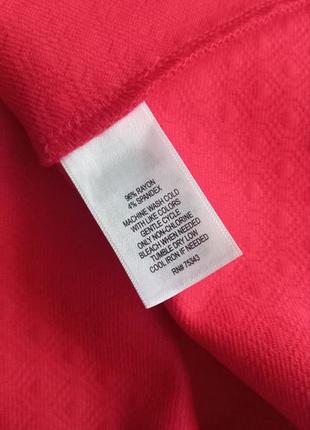 96% RAYON
4% SPANDEX
MACHINE WASH COLD
WITH LIKE COLORS
GENTLE CYCLE
ONLY NON-CHLORINE
BLEACH WHEN NEEDED
TUMBLE DRY LOW
COOL IRON IF NEEDED
RN# 75343